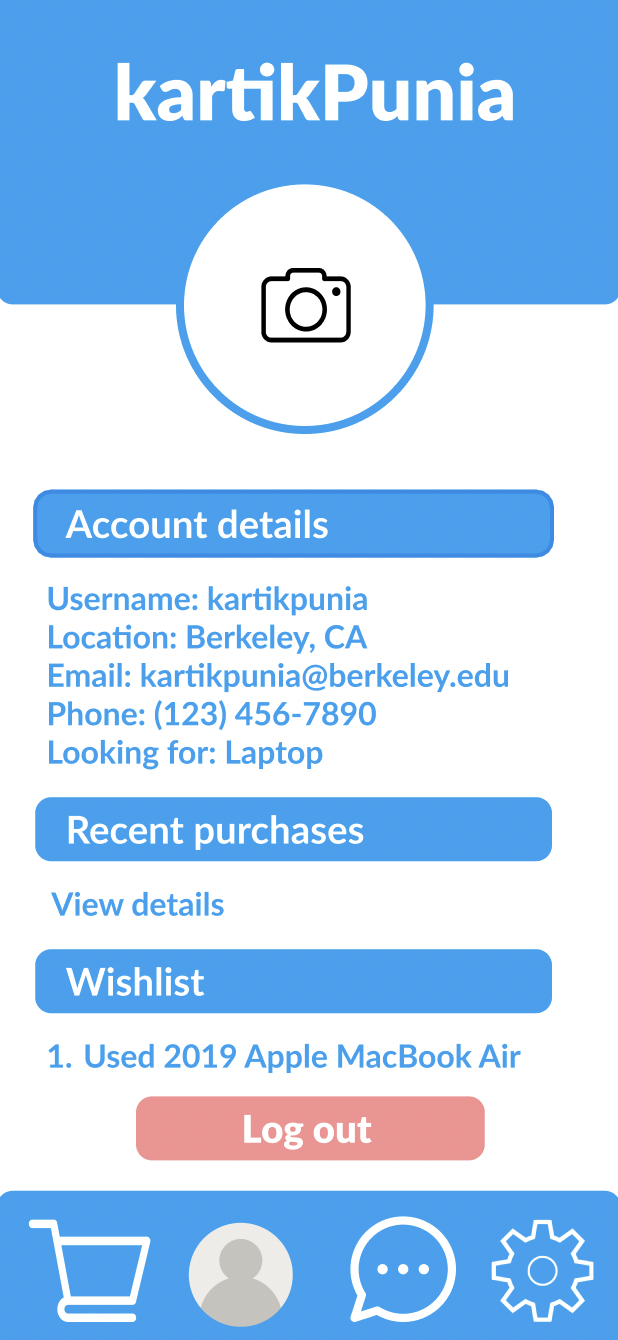 kartikPunia
Account details
Username: kartikpunia
Location: Berkeley, CA
Email: kartikpunia@berkeley.edu
Phone: (123) 456-7890
Looking for: Laptop
Recent purchases
View details
Wishlist
1. Used 2019 Apple MacBook Air
Log out